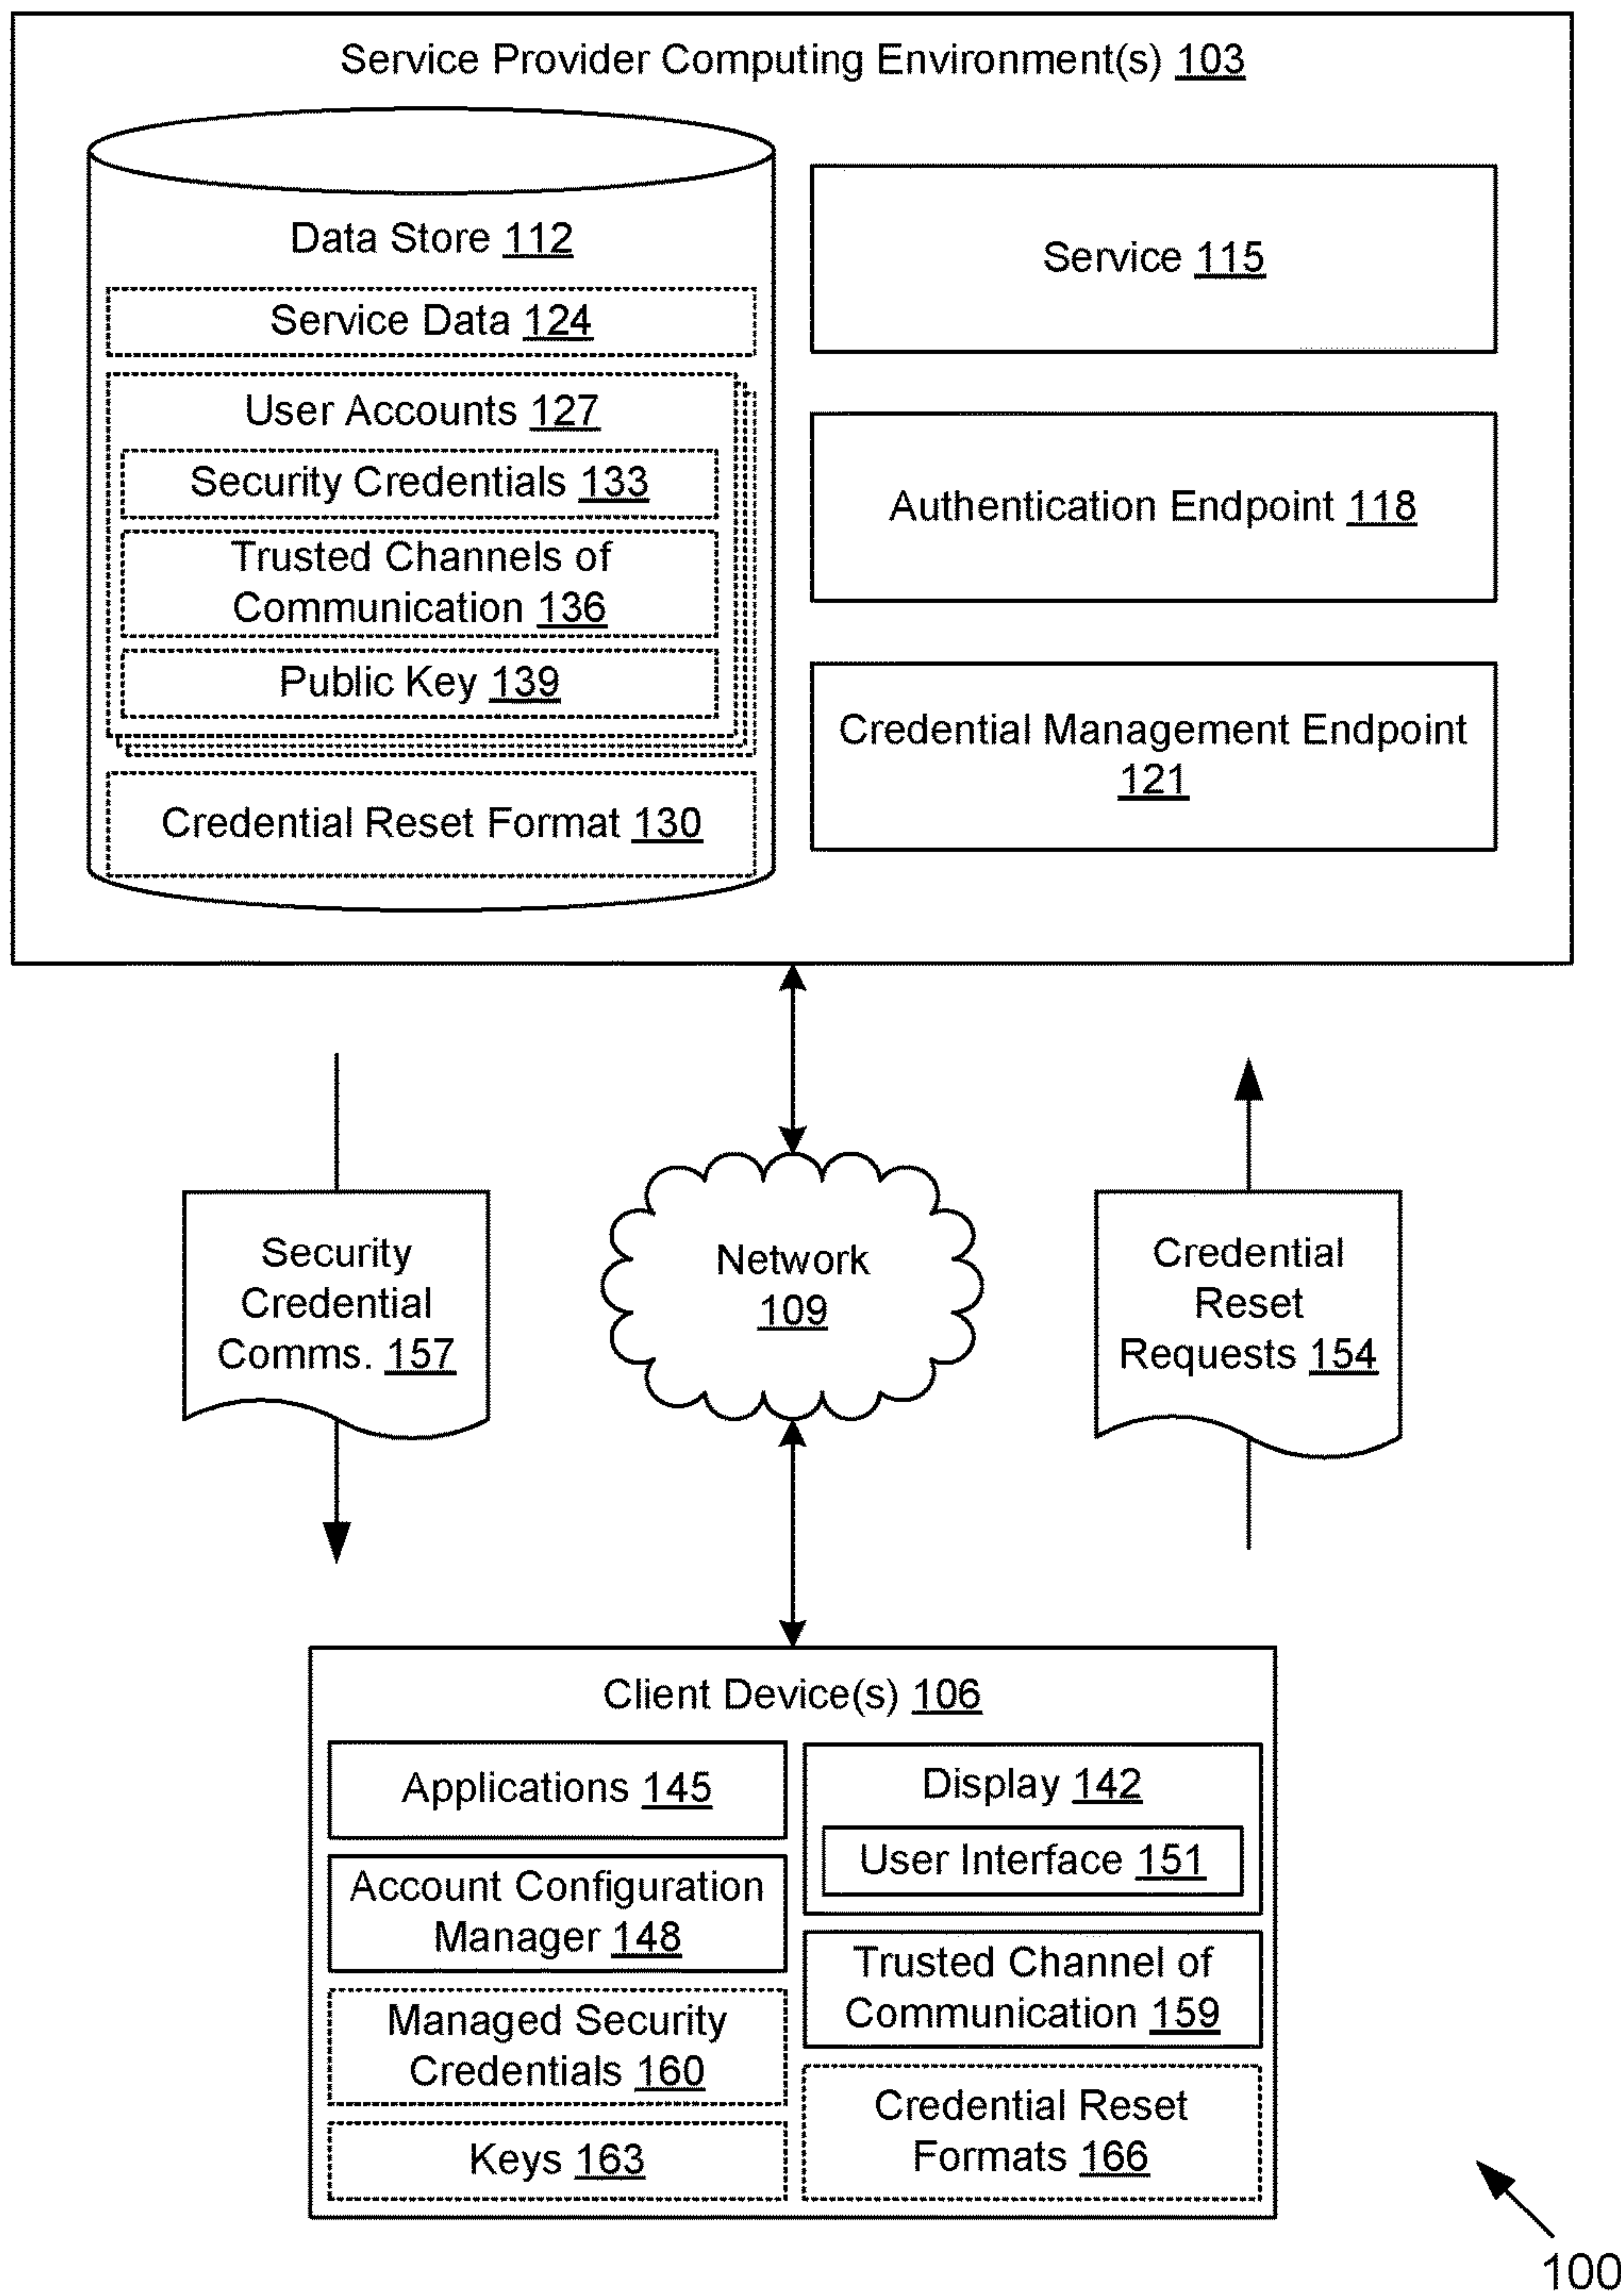 Service Provider Computing Environment(s) 103
Data Store 112
Service Data 124
User Accounts 127
Security Credentials 133
Trusted Channels of
Communication 136
Public Key 139
Credential Reset Format 130
Service 115
Authentication Endpoint 118
Credential Management Endpoint
121
Security
Credential
Comms. 157
Network
109
Credential
Reset
Requests 154
Client Device(s) 106
Applications 145
Account Configuration
Manager 148
Managed Security
Credentials 160
Keys 163
Display 142
User Interface 151
Trusted Channel of
Communication 159
Credential Reset
Formats 166
100